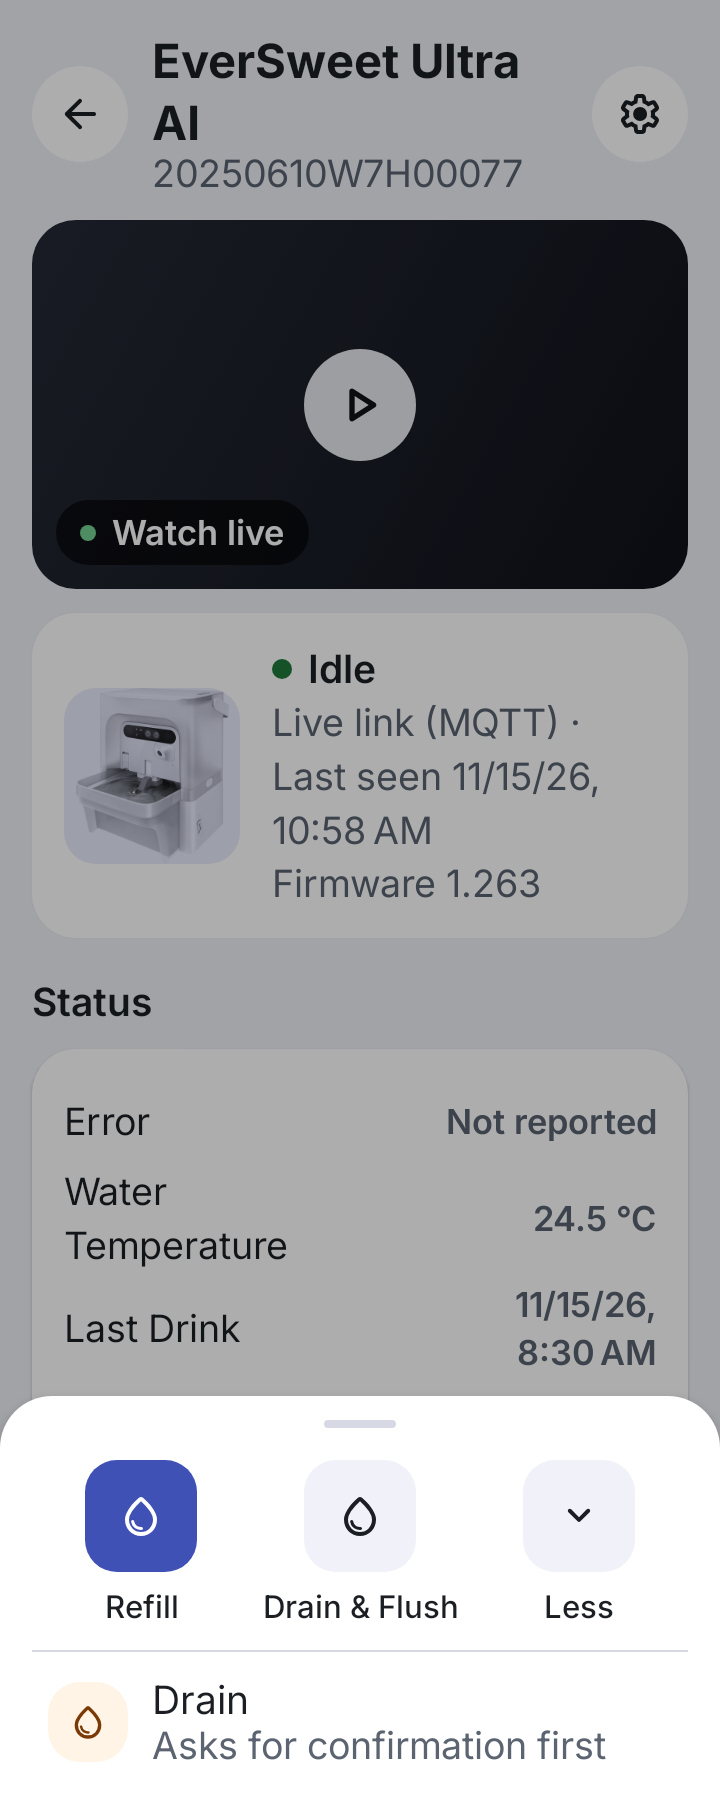 EverSweet Ultra
AI
20250610W7H00077
Watch live
Idle
Live link (MQTT) ·
Last seen 11/15/26,
10:58 AM
Firmware 1.263
Status
Error
Not reported
Water
Temperature
24.5 °C
Last Drink
11/15/26,
8:30 AM
Refill
Drain & Flush
Less
Drain
Asks for confirmation first